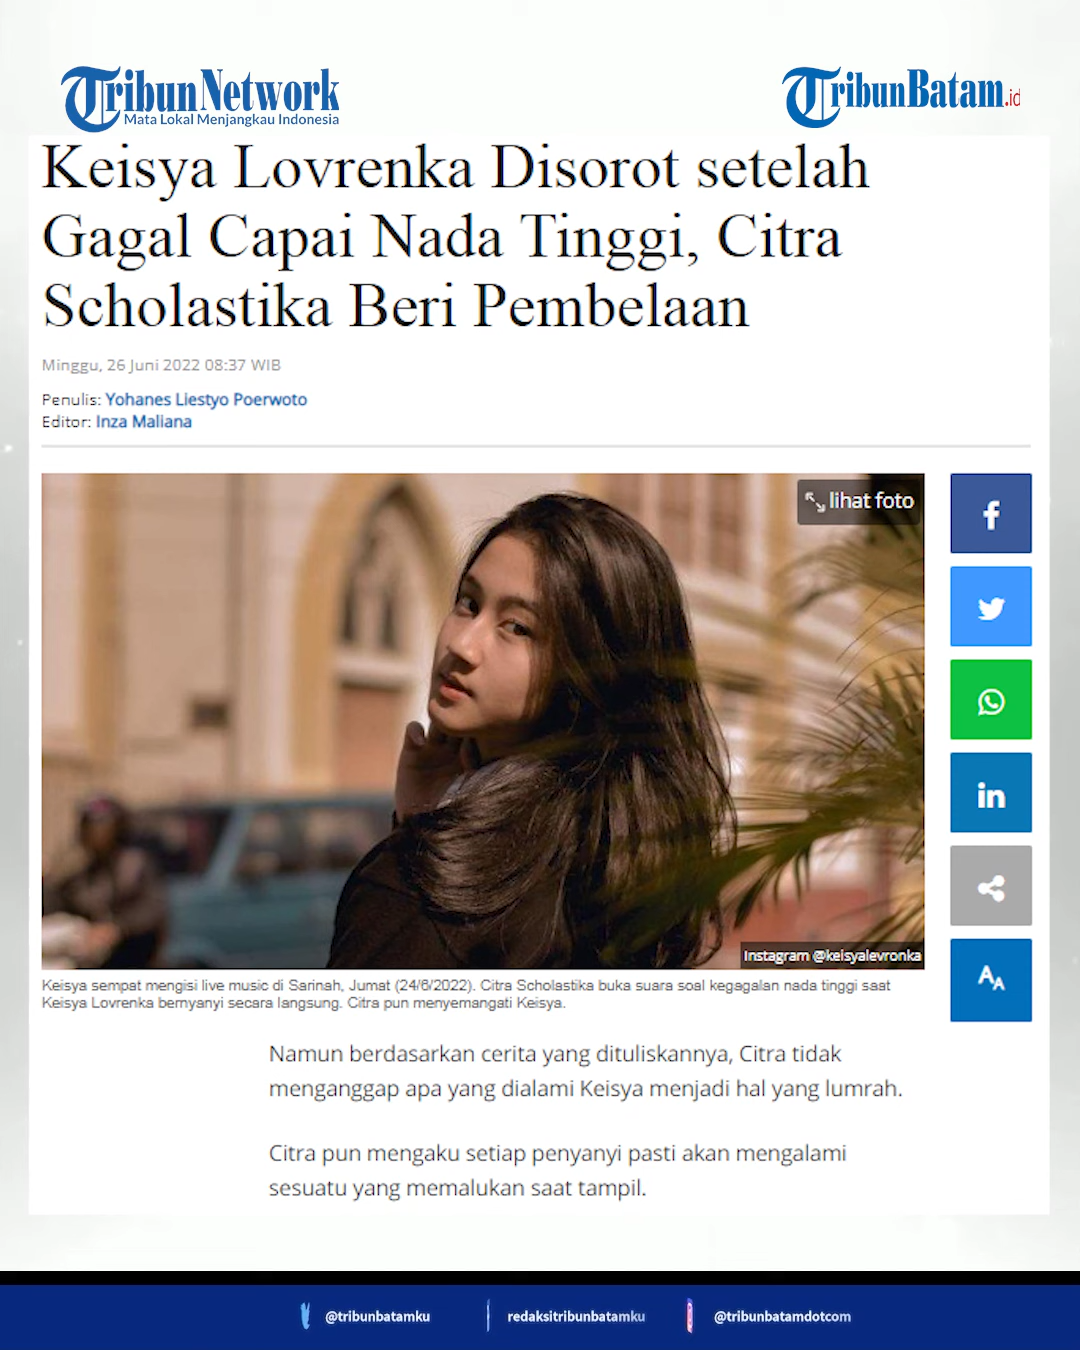 Tribun Network
Mata Lokal Menjangkau Indonesia
TribunBatam.id
Keisya Lovrenka Disorot setelah
Gagal Capai Nada Tinggi, Citra
Scholastika Beri Pembelaan
Minggu, 26 Juni 2022 08:37 WIB
Penulis: Yohanes Liestyo Poerwoto
Editor: Inza Maliana
lihat foto
f
in
Instagram @keisyalevronka
AA
Keisya sempat mengisi live music di Sarinah, Jumat (24/6/2022). Citra Scholastika buka suara soal kegagalan nada tinggi saat
Keisya Lovrenka bernyanyi secara langsung. Citra pun menyemangati Keisya.
Namun berdasarkan cerita yang dituliskannya, Citra tidak
menganggap apa yang dialami Keisya menjadi hal yang lumrah.
Citra pun mengaku setiap penyanyi pasti akan mengalami
sesuatu yang memalukan saat tampil.
@tribunbatamku
redaksitribunbatamku
@tribunbatamdotcom